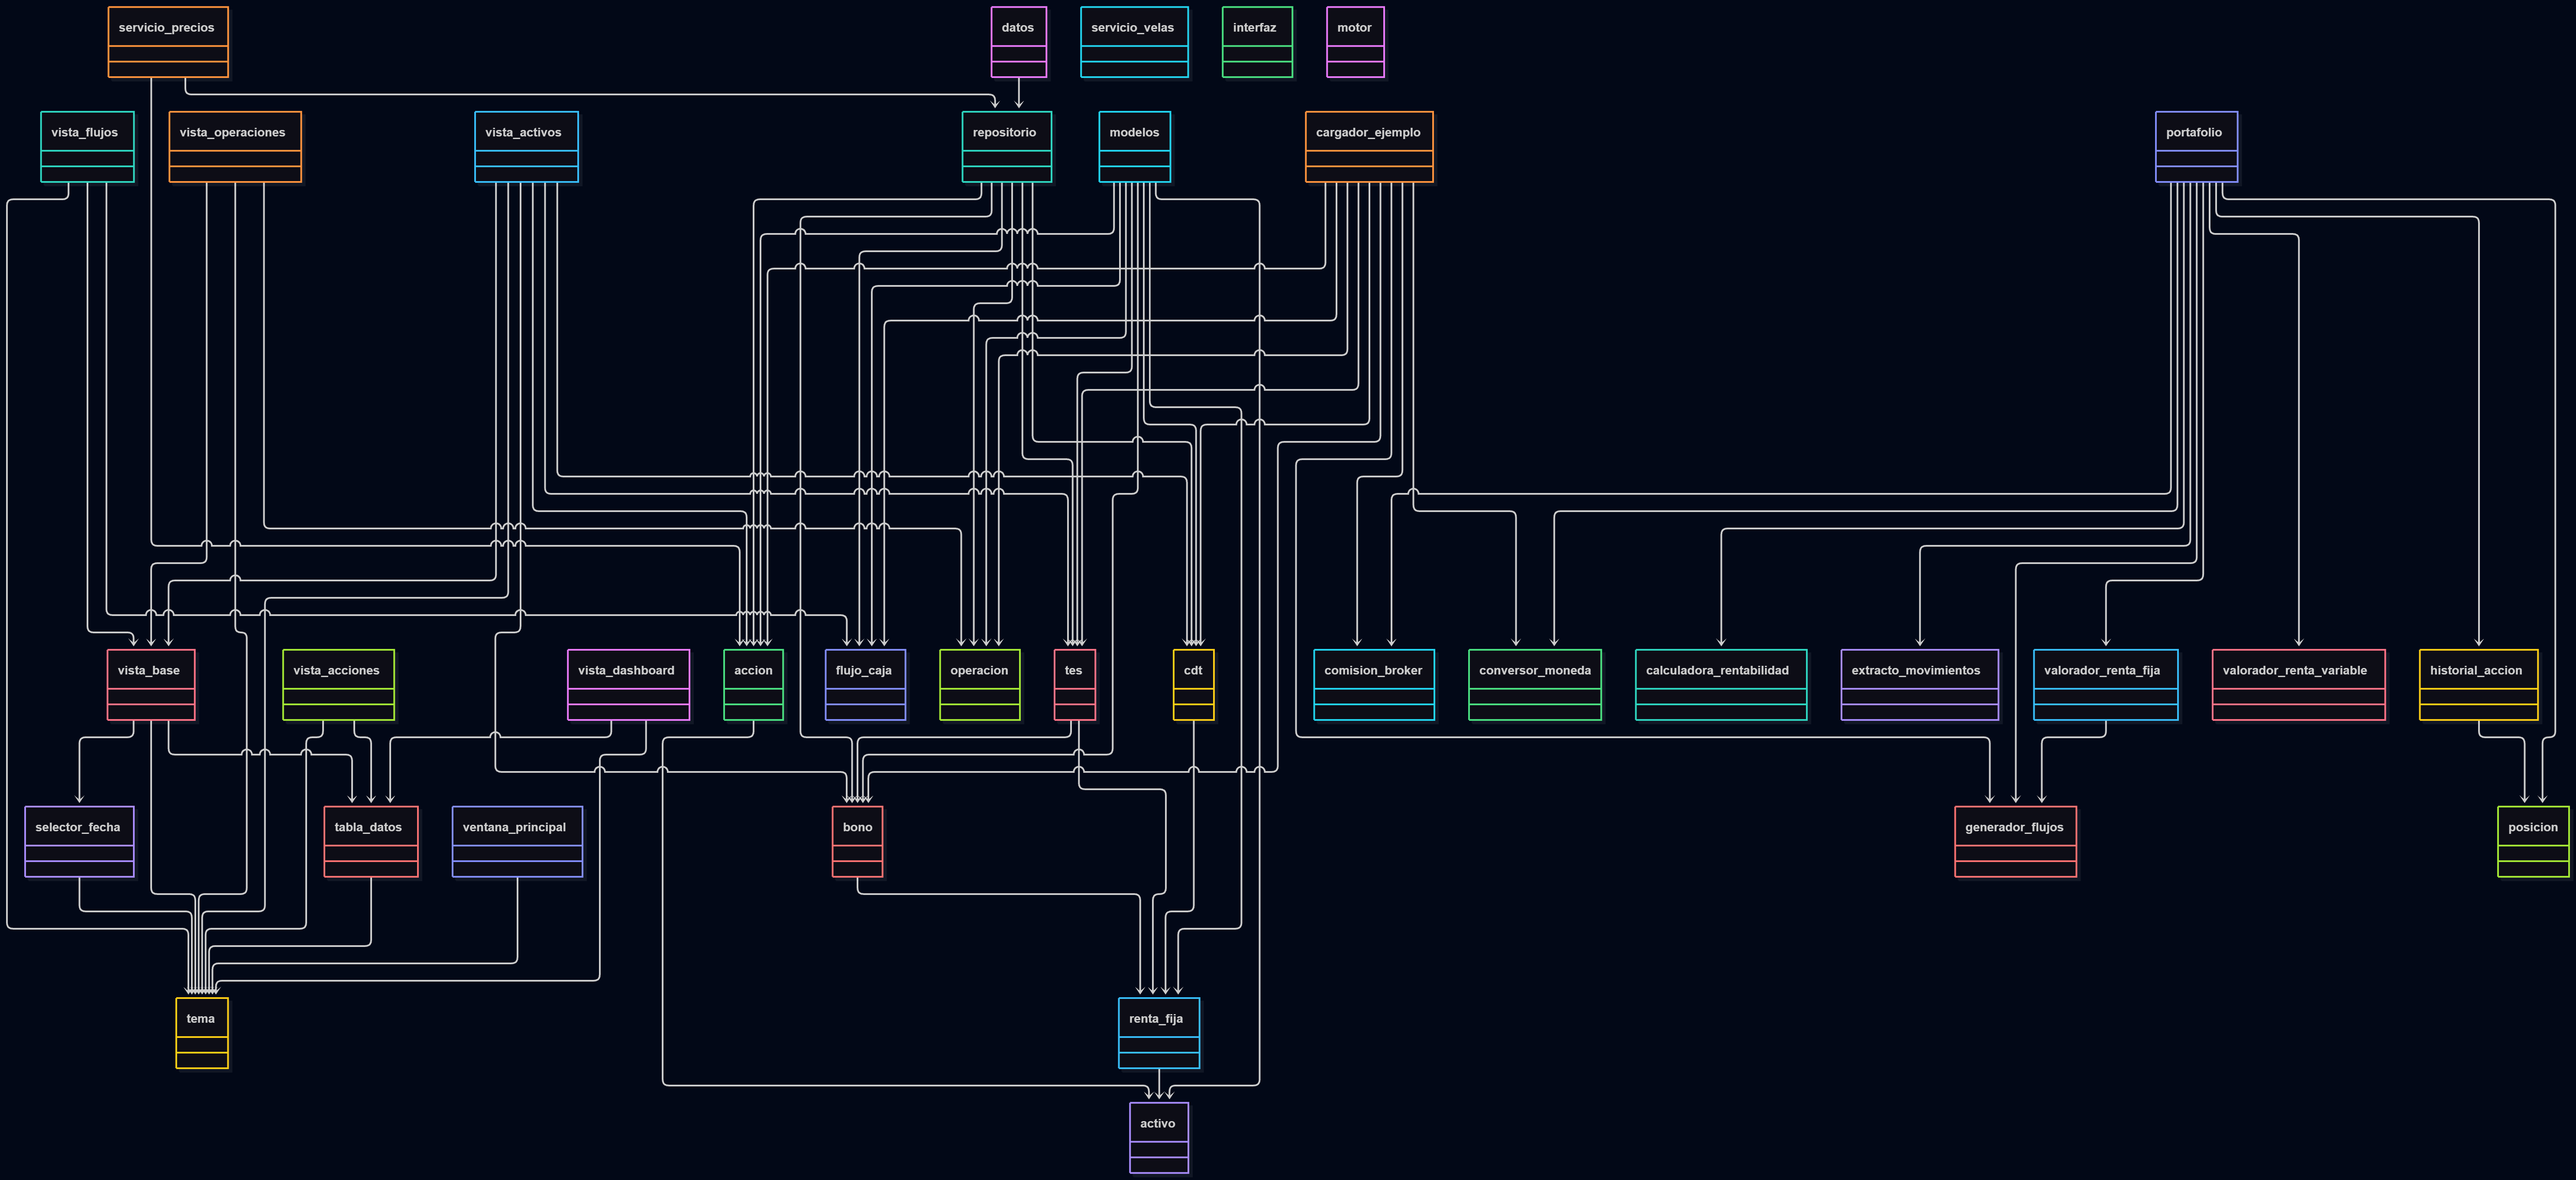 servicio_precios
datos
servicio_velas
interfaz
motor
vista_flujos
vista_operaciones
vista_activos
repositorio
modelos
cargador_ejemplo
portafolio
vista_base
vista_acciones
vista_dashboard
accion
flujo_caja
operacion
tes
cdt
comision_broker
conversor_moneda
calculadora_rentabilidad
extracto_movimientos
valorador_renta_fija
valorador_renta_variable
historial_accion
selector_fecha
tabla_datos
ventana_principal
bono
generador_flujos
posicion
tema
renta_fija
activo